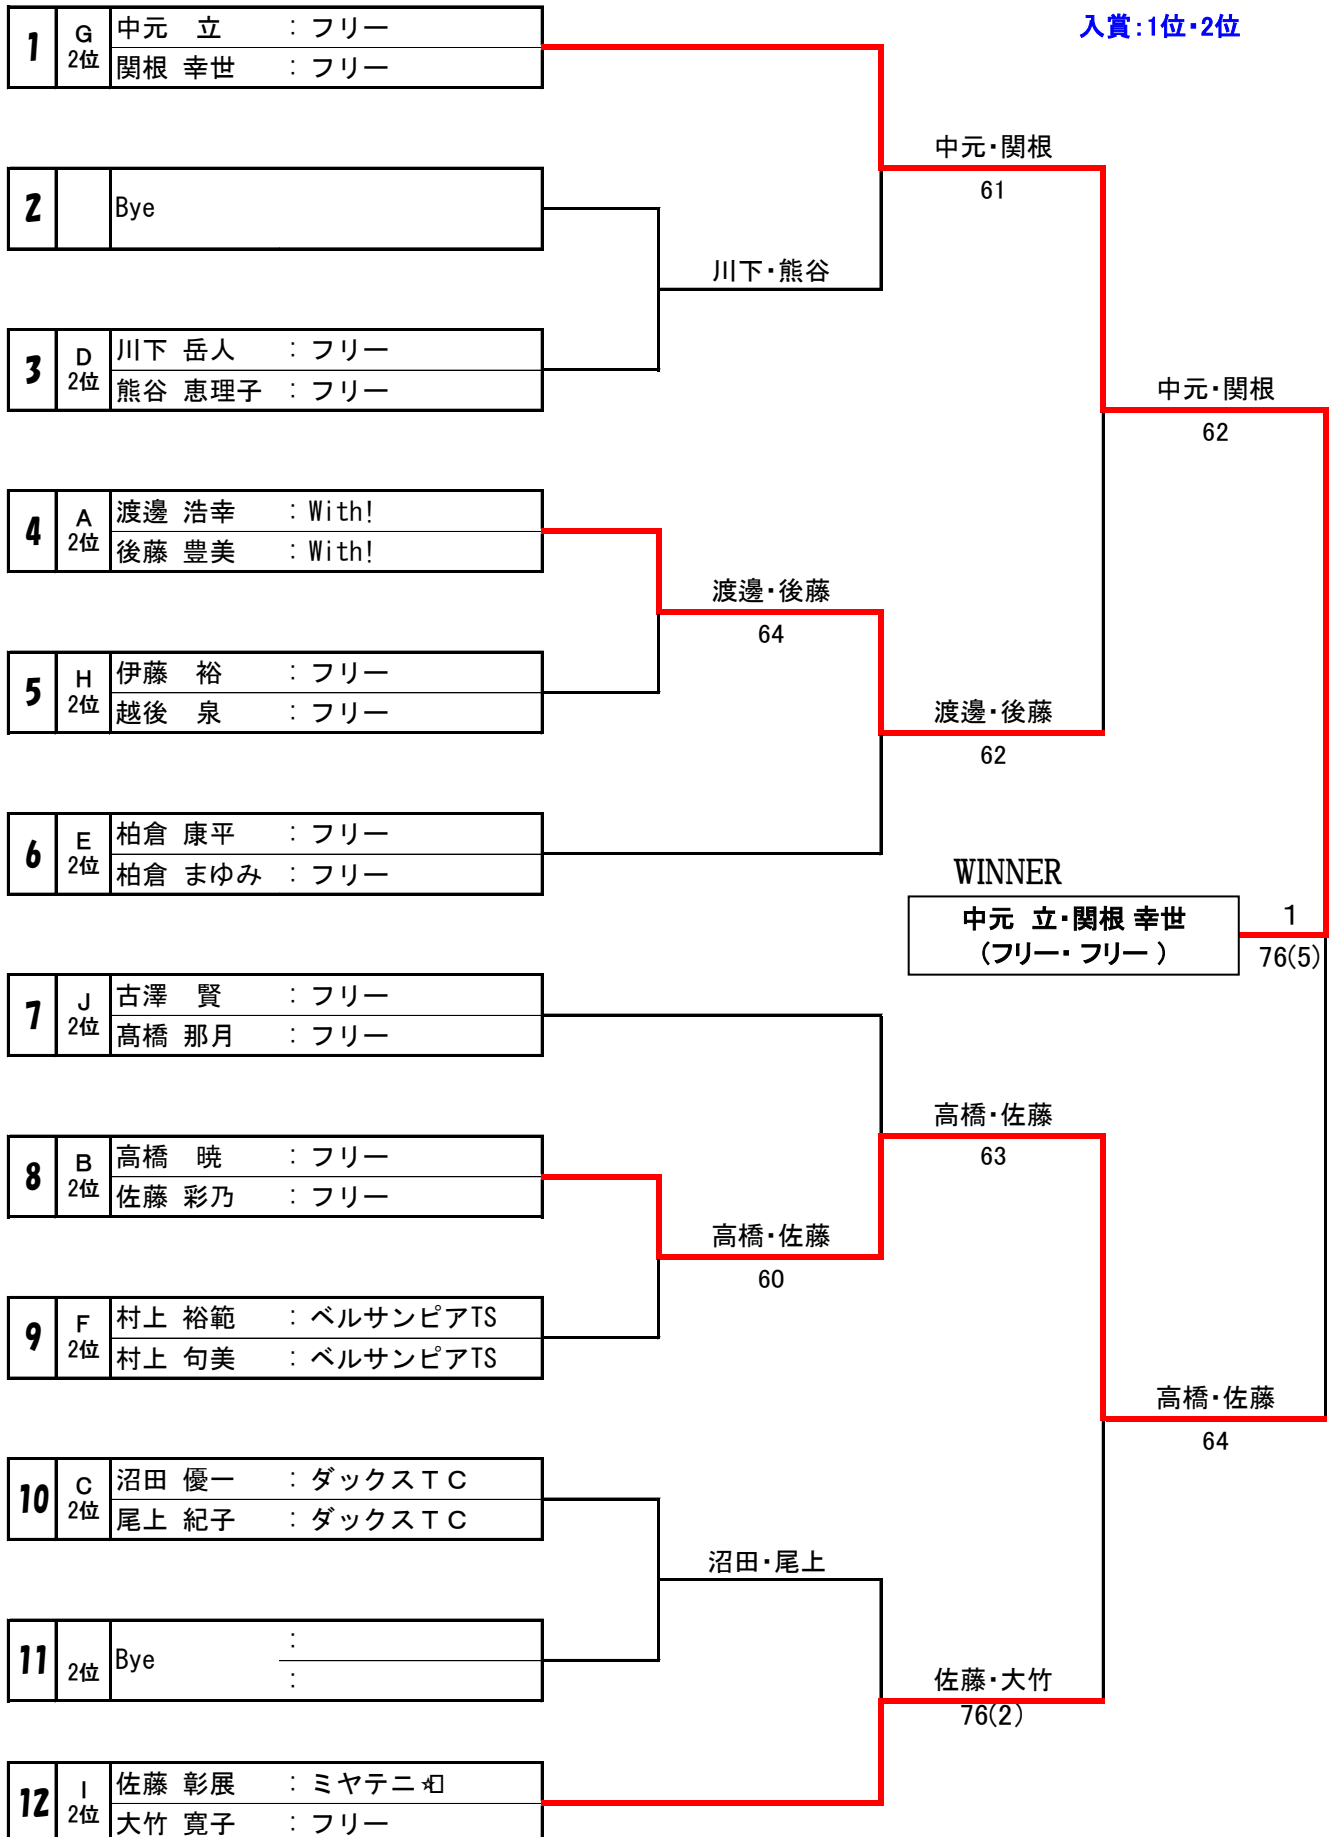 入賞:1位・2位
1 G 2位 中元 立 : フリー
関根 幸世 : フリー
中元・関根
61
2 Bye
川下・熊谷
3 D 2位 川下 岳人 : フリー
熊谷 恵理子 : フリー
中元・関根
62
4 A 2位 渡邊 浩幸 : With!
後藤 豊美 : With!
渡邊・後藤
64
5 H 2位 伊藤 裕 : フリー
越後 泉 : フリー
渡邊・後藤
62
6 E 2位 柏倉 康平 : フリー
柏倉 まゆみ : フリー
WINNER
中元 立・関根 幸世
(フリー・フリー)
1
76(5)
7 J 2位 古澤 賢 : フリー
髙橋 那月 : フリー
高橋・佐藤
63
8 B 2位 高橋 暁 : フリー
佐藤 彩乃 : フリー
高橋・佐藤
60
9 F 2位 村上 裕範 : ベルサンピアTS
村上 句美 : ベルサンピアTS
高橋・佐藤
64
10 C 2位 沼田 優一 : ダックスTC
尾上 紀子 : ダックスTC
沼田・尾上
11 2位 Bye :
:
佐藤・大竹
76(2)
12 I 2位 佐藤 彰展 : ミヤテニ
大竹 寛子 : フリー